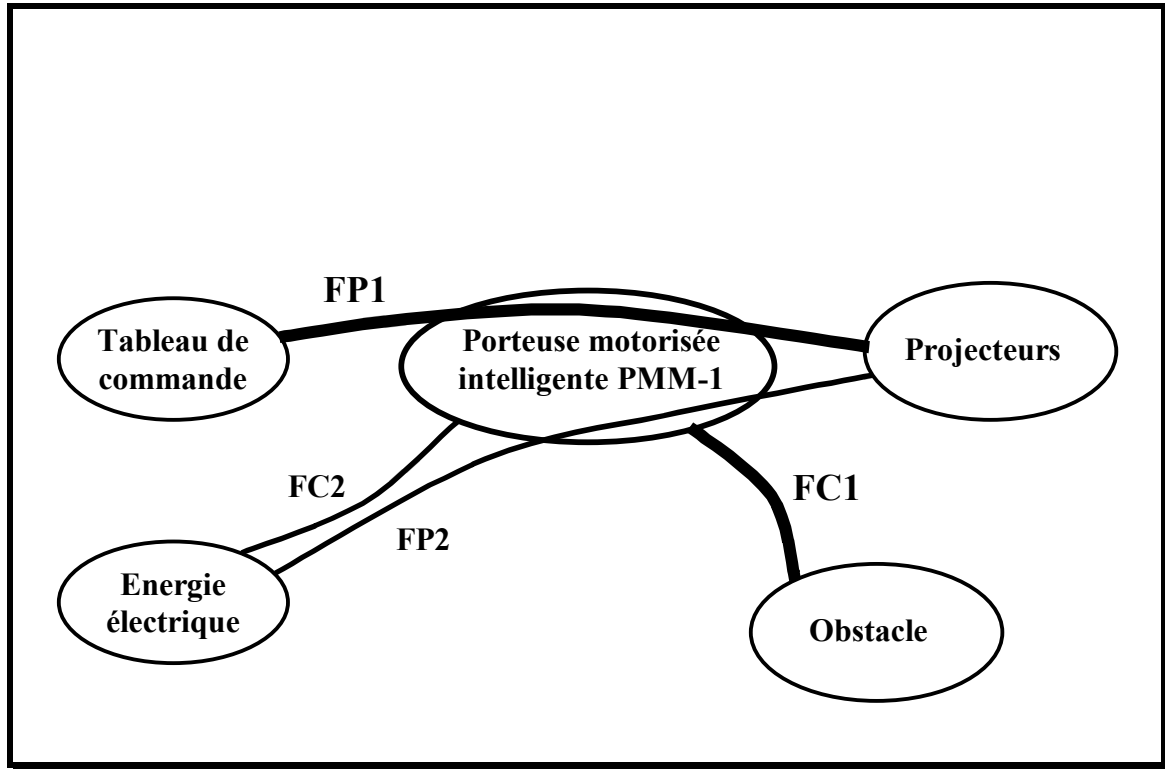 FP1
Tableau de
commande
Porteuse motorisée
intelligente PMM-1
Projecteurs
FC2
FP2
FC1
Energie
électrique
Obstacle